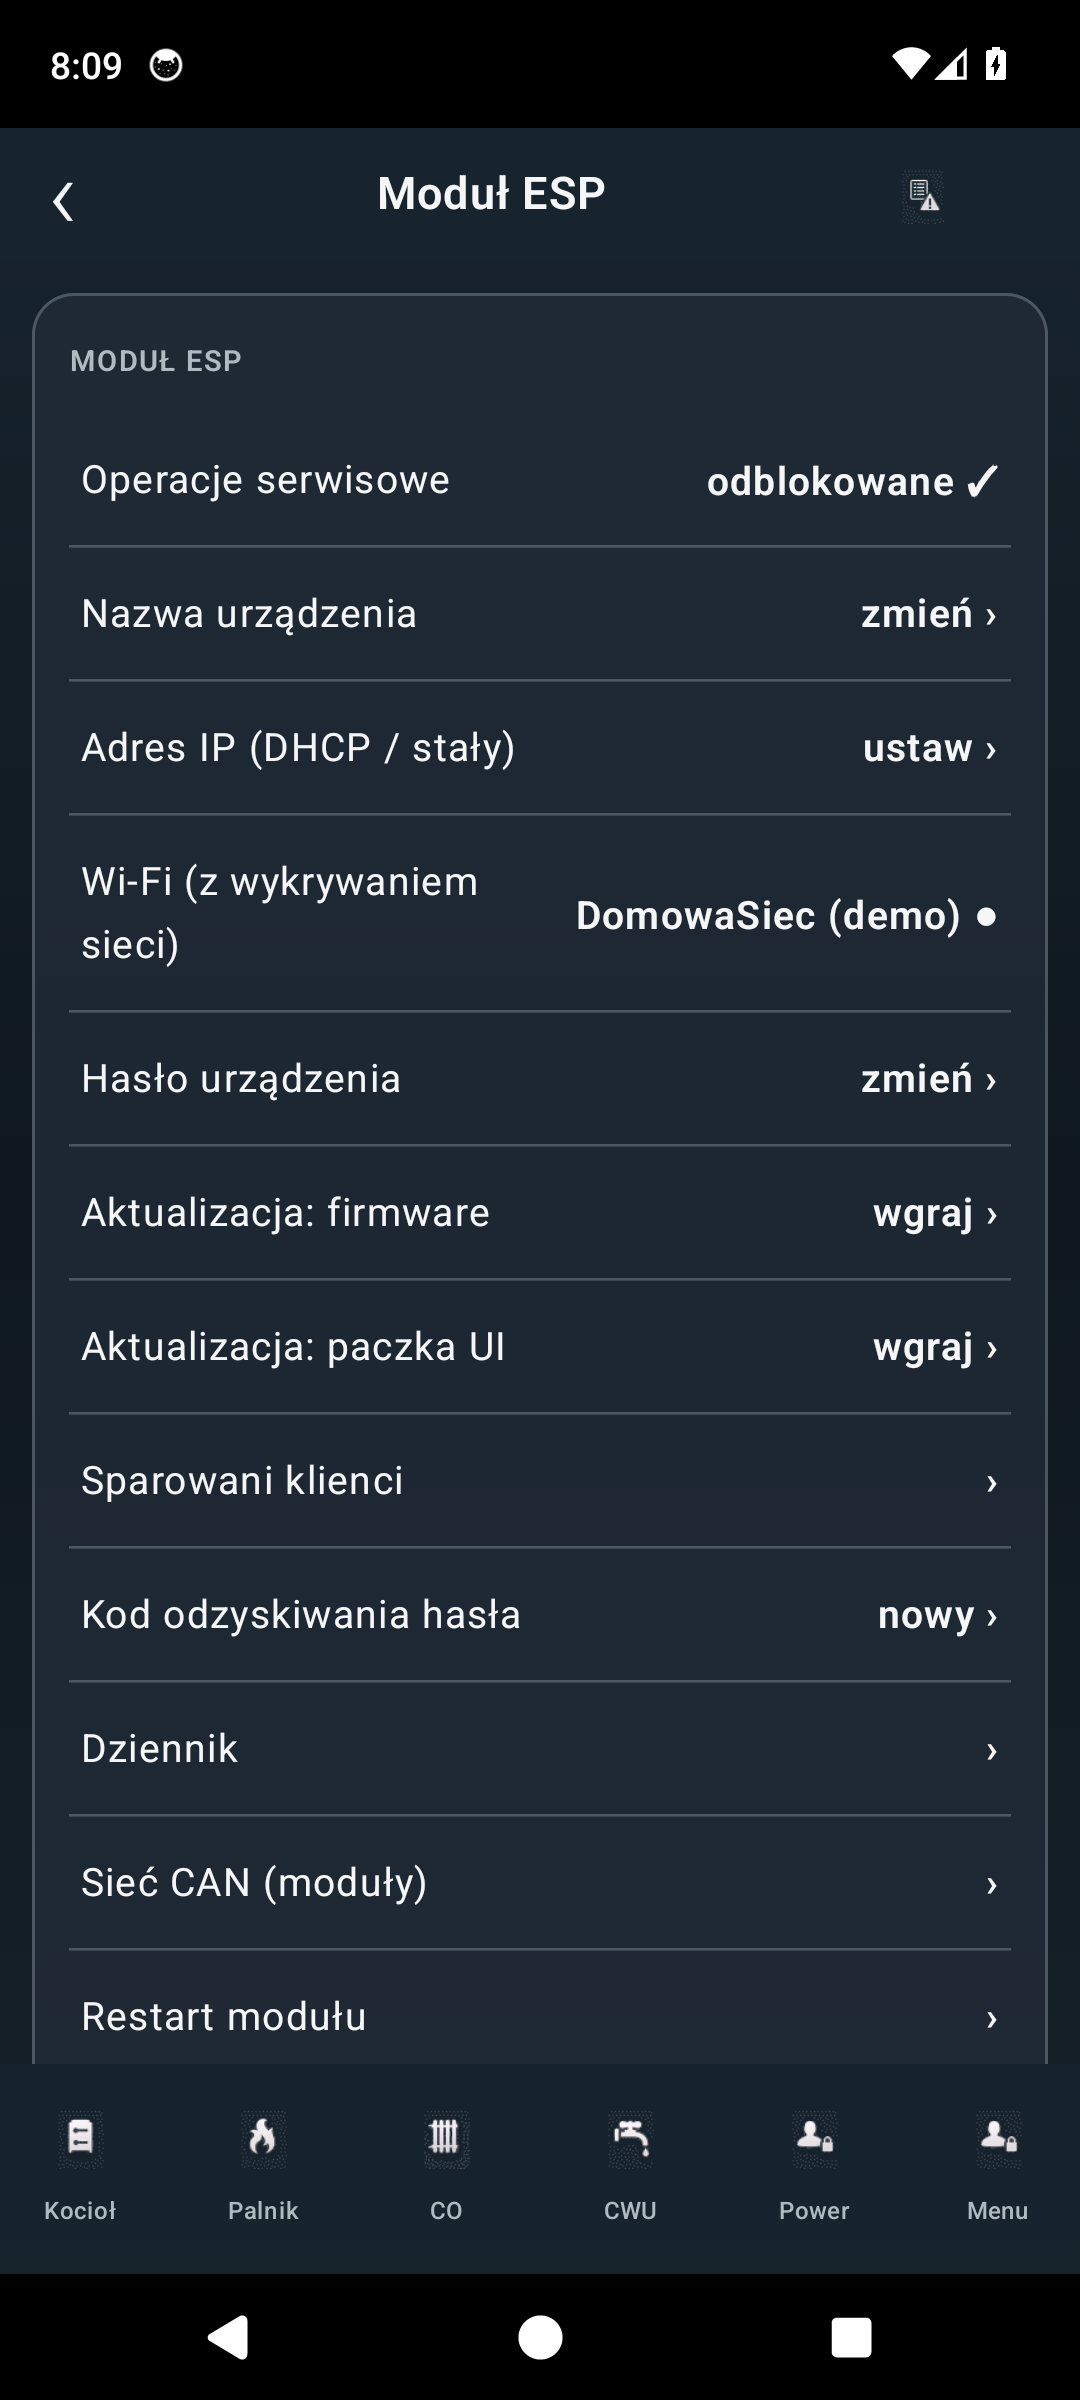 8:09
Moduł ESP
MODUŁ ESP
Operacje serwisowe odblokowane ✓
Nazwa urządzenia zmień ›
Adres IP (DHCP / stały) ustaw ›
Wi-Fi (z wykrywaniem sieci) DomowaSiec (demo) ●
Hasło urządzenia zmień ›
Aktualizacja: firmware wgraj ›
Aktualizacja: paczka UI wgraj ›
Sparowani klienci ›
Kod odzyskiwania hasła nowy ›
Dziennik ›
Sieć CAN (moduły) ›
Restart modułu ›
Kocioł Palnik CO CWU Power Menu